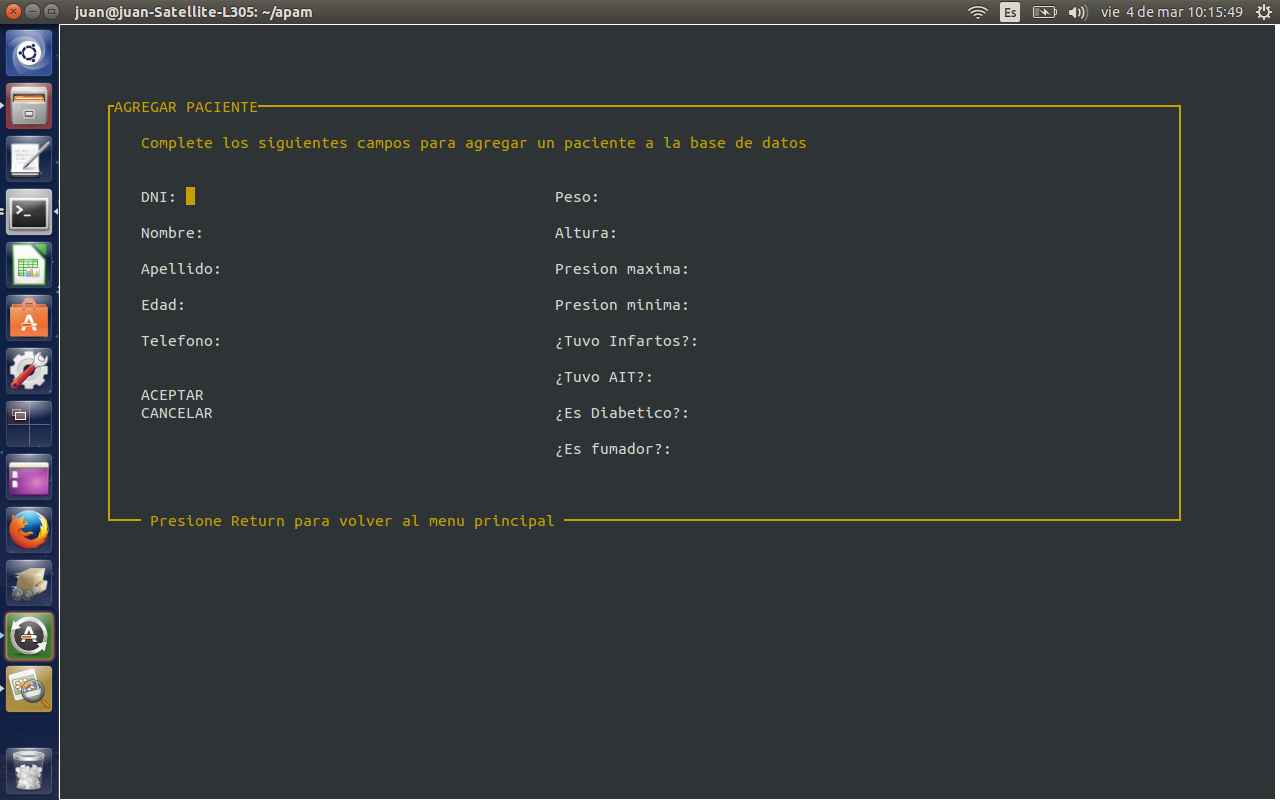 juan@juan-Satellite-L305: ~/apam
Es
vie 4 de mar 10:15:49
AGREGAR PACIENTE
Complete los siguientes campos para agregar un paciente a la base de datos
DNI:
Nombre:
Apellido:
Edad:
Telefono:
ACEPTAR
CANCELAR
Peso:
Altura:
Presion maxima:
Presion minima:
¿Tuvo Infartos?:
¿Tuvo AIT?:
¿Es Diabetico?:
¿Es fumador?:
Presione Return para volver al menu principal